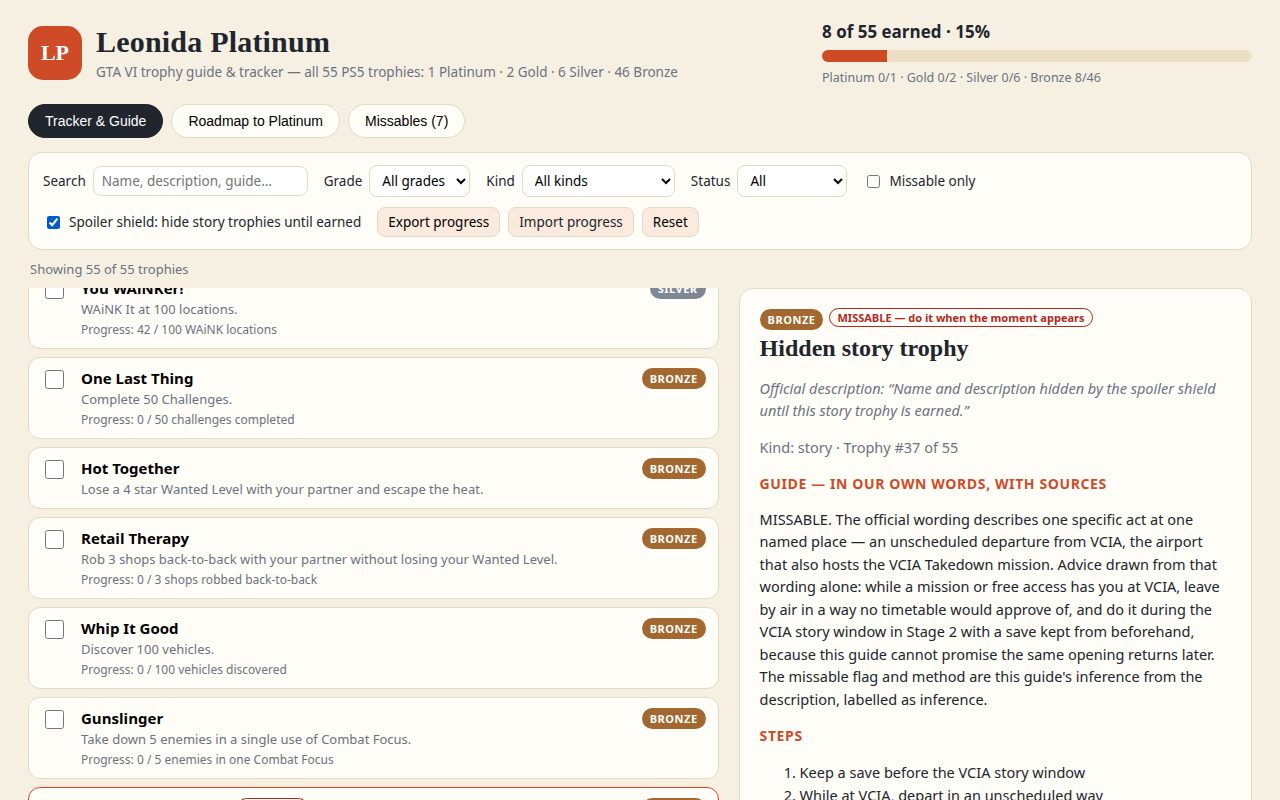 LP
Leonida Platinum
GTA VI trophy guide & tracker — all 55 PS5 trophies: 1 Platinum · 2 Gold · 6 Silver · 46 Bronze
8 of 55 earned · 15%
Platinum 0/1 · Gold 0/2 · Silver 0/6 · Bronze 8/46
Tracker & Guide
Roadmap to Platinum
Missables (7)
Search
Name, description, guide...
Grade
All grades
Kind
All kinds
Status
All
Missable only
Spoiler shield: hide story trophies until earned
Export progress
Import progress
Reset
Showing 55 of 55 trophies
You WAiNKer!
SILVER
WAiNK It at 100 locations.
Progress: 42 / 100 WAiNK locations
One Last Thing
BRONZE
Complete 50 Challenges.
Progress: 0 / 50 challenges completed
Hot Together
BRONZE
Lose a 4 star Wanted Level with your partner and escape the heat.
Retail Therapy
BRONZE
Rob 3 shops back-to-back with your partner without losing your Wanted Level.
Progress: 0 / 3 shops robbed back-to-back
Whip It Good
BRONZE
Discover 100 vehicles.
Progress: 0 / 100 vehicles discovered
Gunslinger
BRONZE
Take down 5 enemies in a single use of Combat Focus.
Progress: 0 / 5 enemies in one Combat Focus
BRONZE
MISSABLE — do it when the moment appears
Hidden story trophy
Official description: “Name and description hidden by the spoiler shield
until this story trophy is earned.”
Kind: story · Trophy #37 of 55
GUIDE — IN OUR OWN WORDS, WITH SOURCES
MISSABLE. The official wording describes one specific act at one
named place — an unscheduled departure from VCIA, the airport
that also hosts the VCIA Takedown mission. Advice drawn from that
wording alone: while a mission or free access has you at VCIA, leave
by air in a way no timetable would approve of, and do it during the
VCIA story window in Stage 2 with a save kept from beforehand,
because this guide cannot promise the same opening returns later.
The missable flag and method are this guide's inference from the
description, labelled as inference.
STEPS
1. Keep a save before the VCIA story window
2. While at VCIA, depart in an unscheduled way